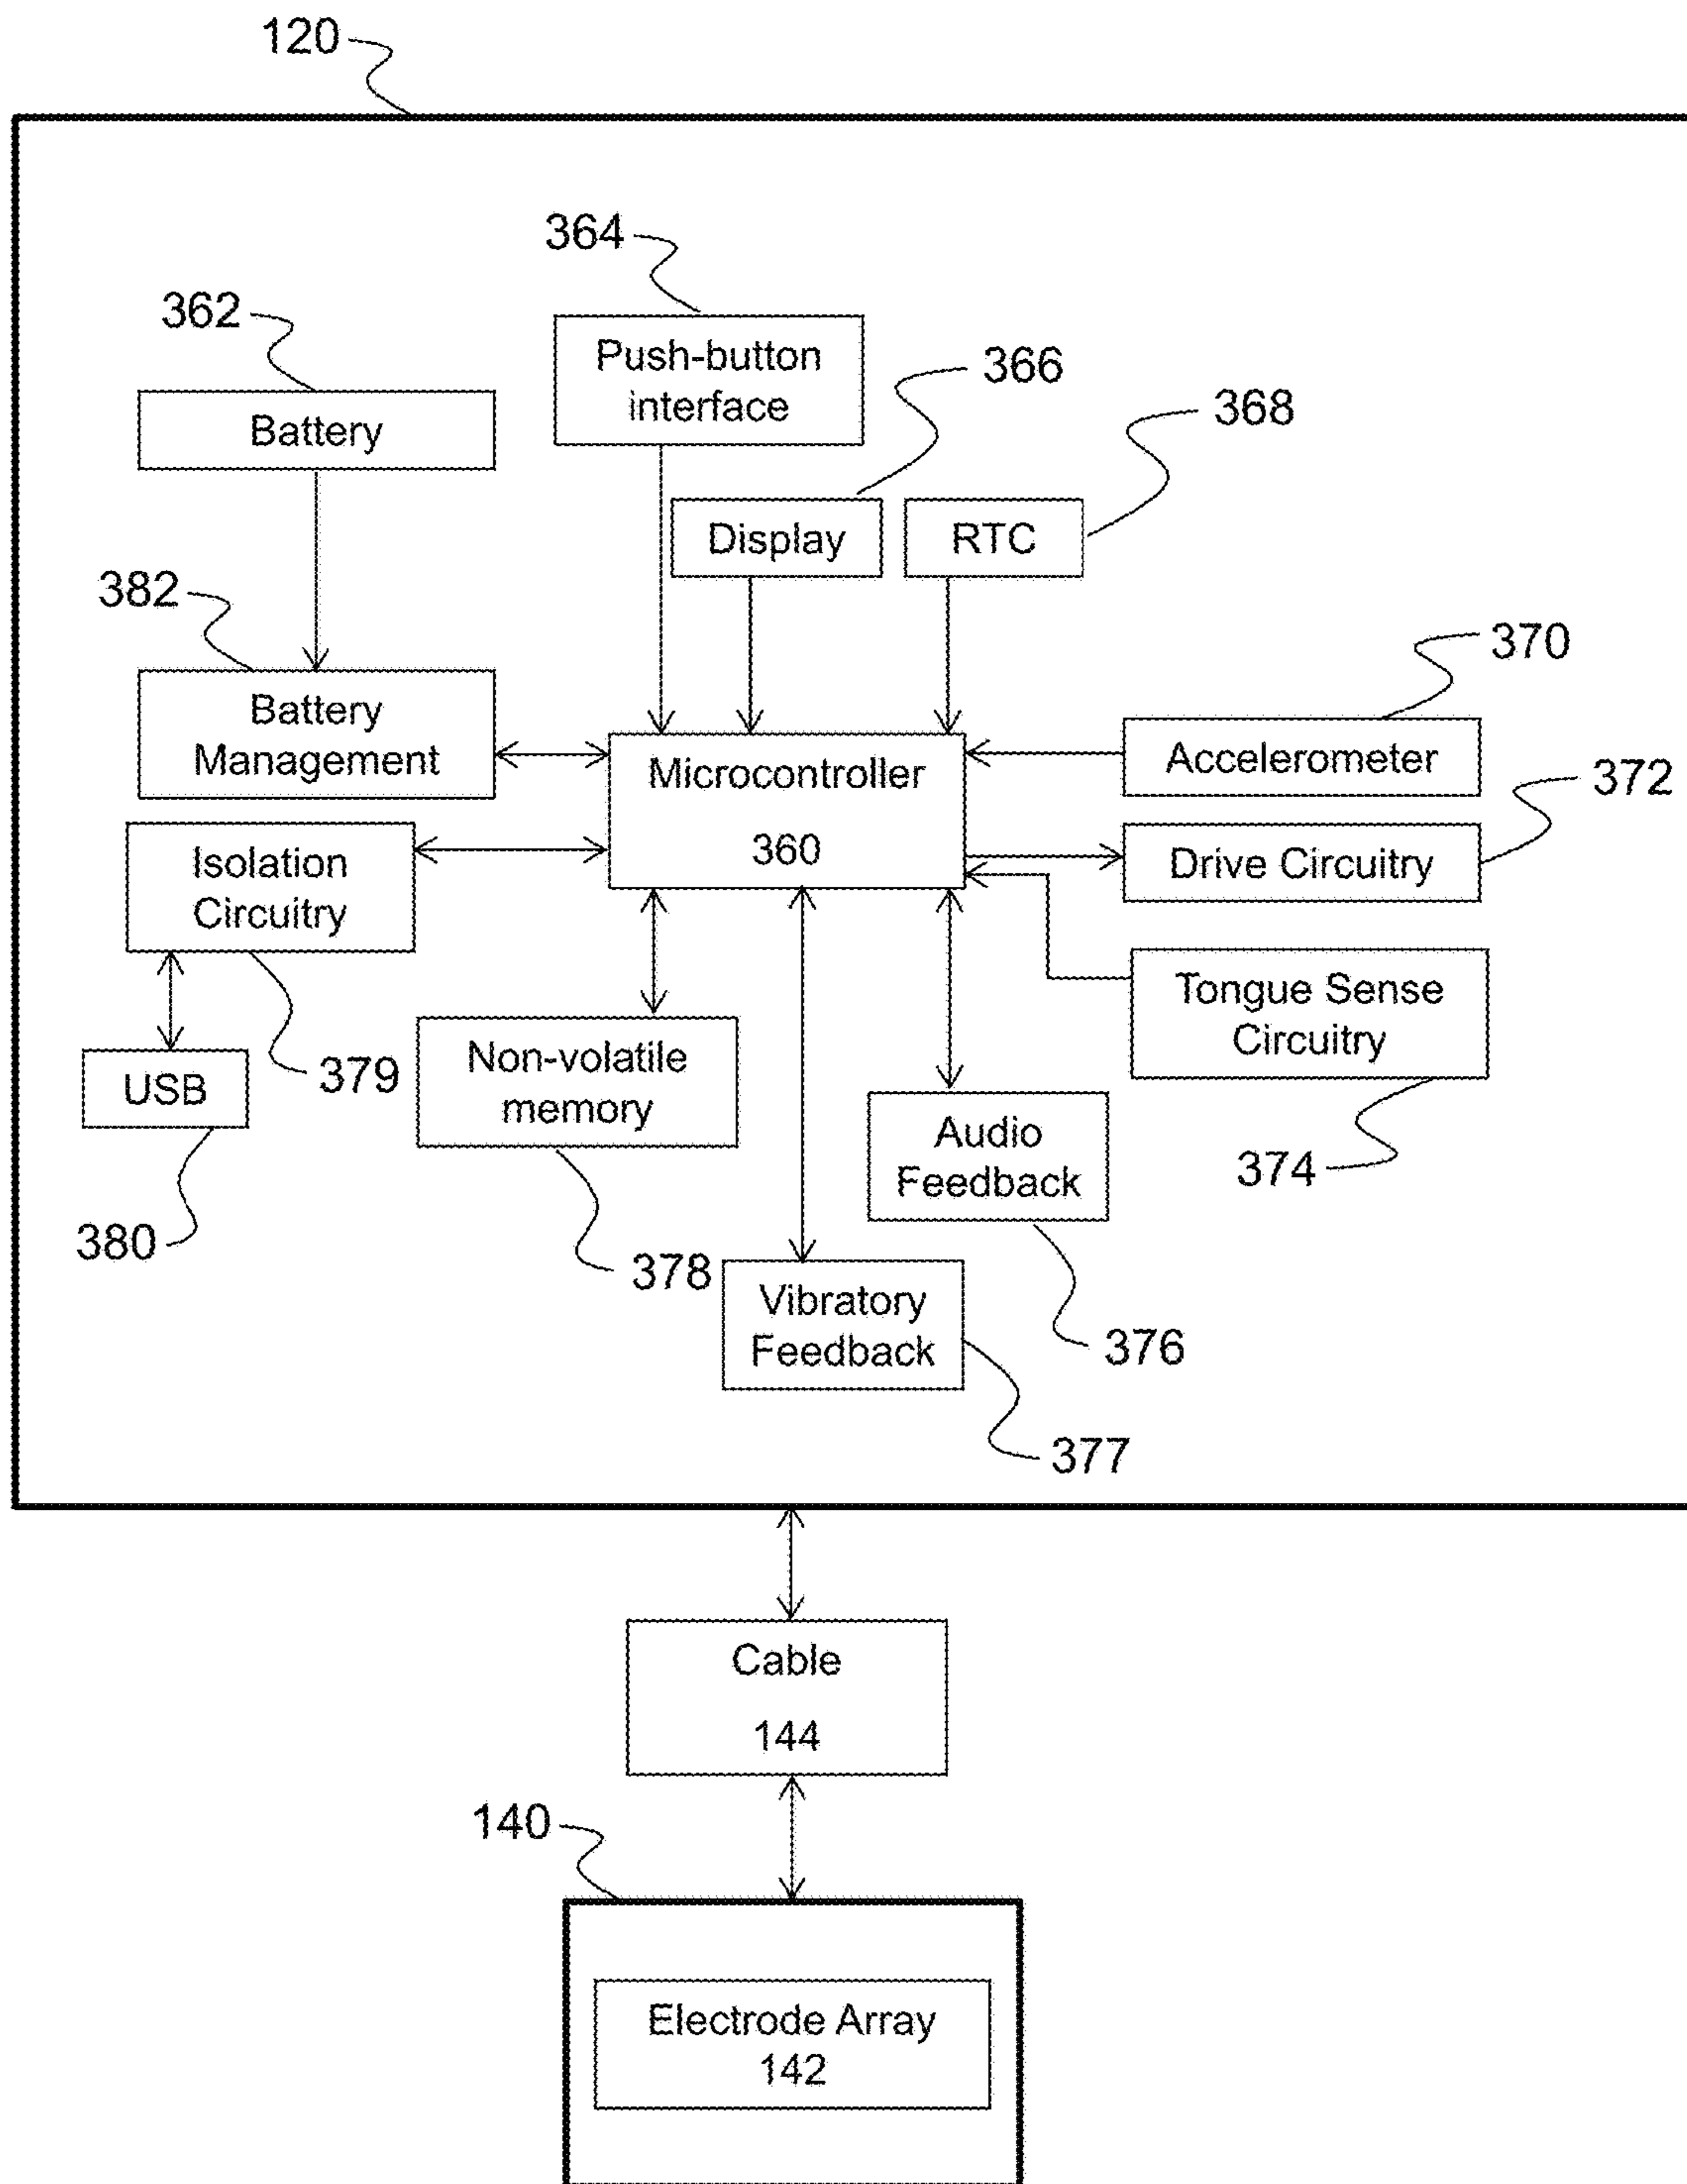 120
364
362
Push-button
interface
366
368
Battery
Display
RTC
382
370
Battery
Management
Microcontroller
360
Accelerometer
372
Isolation
Circuitry
Drive Circuitry
Tongue Sense
Circuitry
USB
379
Non-volatile
memory
Audio
Feedback
374
380
378
Vibratory
Feedback
376
377
Cable
144
140
Electrode Array
142